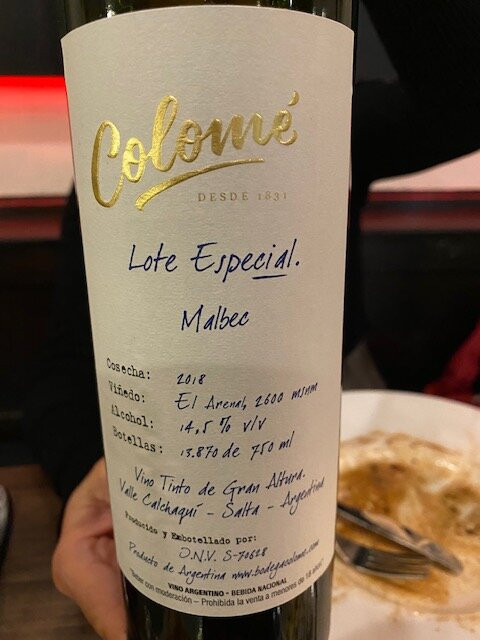 Colomé
DESDE 1831
Lote Especial.
Malbec
Cosecha: 2018
Viñedo: El Arenal, 2600 msnm
Alcohol: 14,5 % v/v
Botellas: 13.870 de 750 ml
Vino Tinto de Gran Altura.
Valle Calchaquí - Salta - Argentina
Producido y Embotellado por:
I.N.V. S-70628
Producto de Argentina www.bodegacolome.com
VINO ARGENTINO - BEBIDA NACIONAL
"Beber con moderación - Prohibida la venta a menores de 18 años"